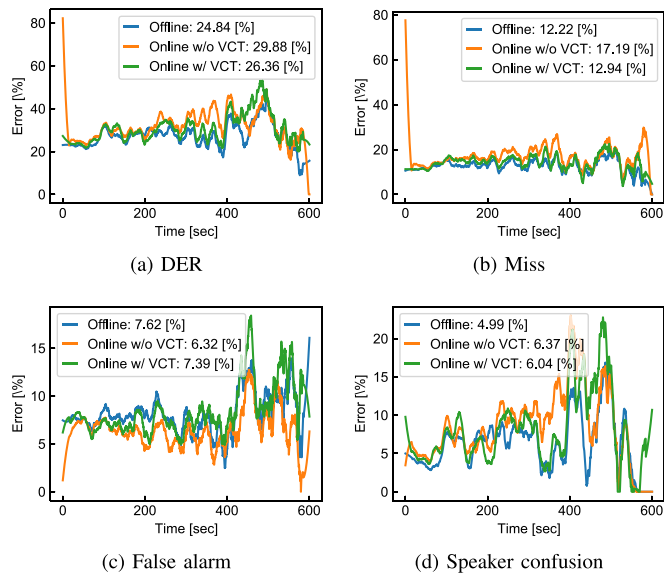 80
60
40
20
0
Error [\%]
Offline: 24.84 [%]
Online w/o VCT: 29.88 [%]
Online w/ VCT: 26.36 [%]
0 200 400 600
Time [sec]
(a) DER
80
60
40
20
0
Error [\%]
Offline: 12.22 [%]
Online w/o VCT: 17.19 [%]
Online w/ VCT: 12.94 [%]
0 200 400 600
Time [sec]
(b) Miss
15
10
5
0
Error [\%]
Offline: 7.62 [%]
Online w/o VCT: 6.32 [%]
Online w/ VCT: 7.39 [%]
0 200 400 600
Time [sec]
(c) False alarm
20
15
10
5
0
Error [\%]
Offline: 4.99 [%]
Online w/o VCT: 6.37 [%]
Online w/ VCT: 6.04 [%]
0 200 400 600
Time [sec]
(d) Speaker confusion